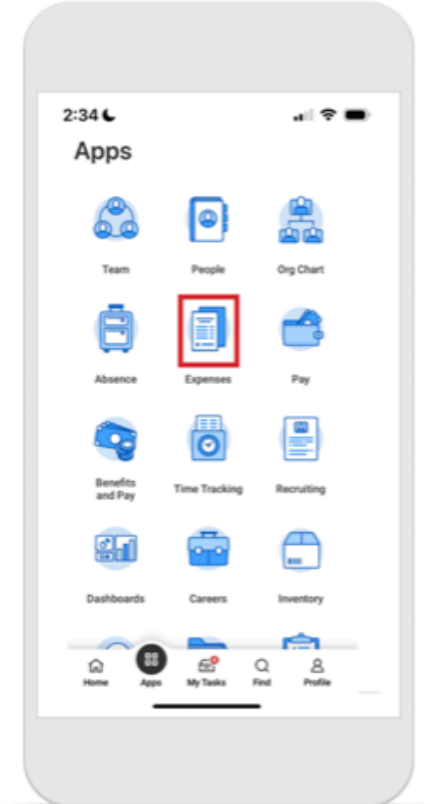 2:34
Apps
Team
People
Org Chart
Absence
Expenses
Pay
Benefits
and Pay
Time Tracking
Recruiting
Dashboards
Careers
Inventory
Home
Apps
My Tasks
Find
Profile